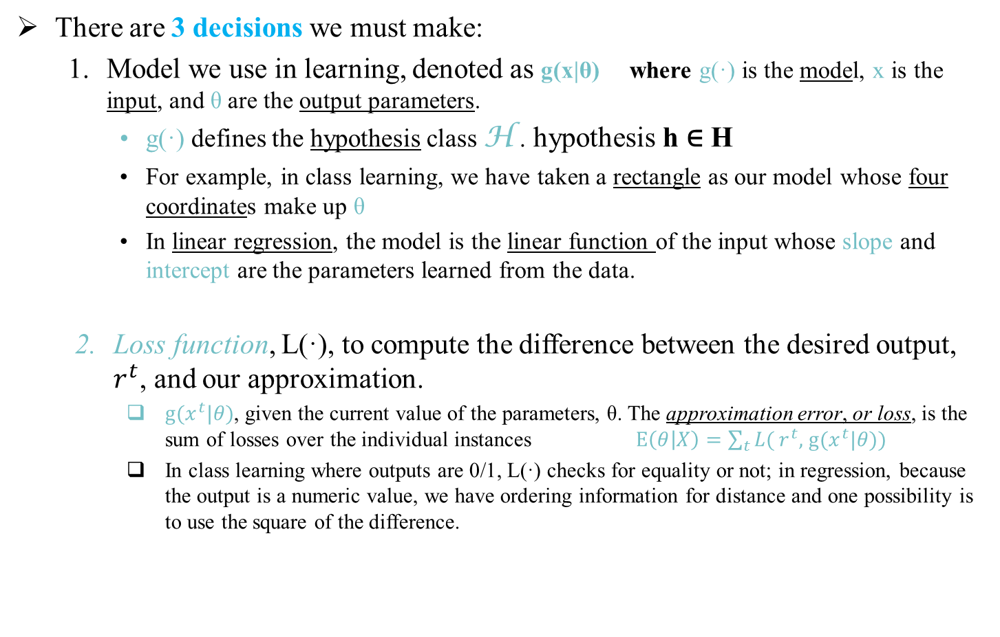 ➢ There are 3 decisions we must make:
1. Model we use in learning, denoted as g(x|θ) where g(·) is the model, x is the
input, and θ are the output parameters.
• g(·) defines the hypothesis class ℋ. hypothesis h ∈ H
• For example, in class learning, we have taken a rectangle as our model whose four
coordinates make up θ
• In linear regression, the model is the linear function of the input whose slope and
intercept are the parameters learned from the data.
2. Loss function, L(·), to compute the difference between the desired output,
r^t, and our approximation.
❑ g(x^t|θ), given the current value of the parameters, θ. The approximation error, or loss, is the
sum of losses over the individual instances E(θ|X) = ∑_t L( r^t, g(x^t|θ))
❑ In class learning where outputs are 0/1, L(·) checks for equality or not; in regression, because
the output is a numeric value, we have ordering information for distance and one possibility is
to use the square of the difference.